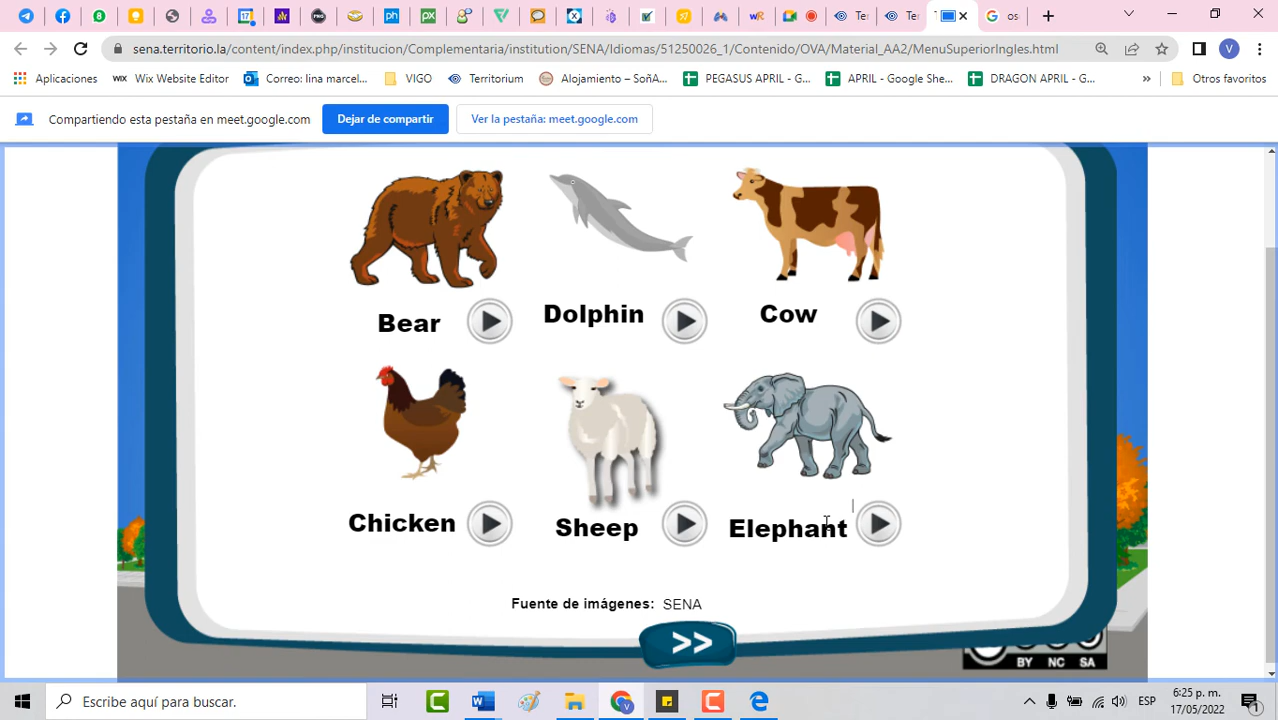 sena.territorio.la/content/index.php/institucion/Complementaria/institution/SENA/Idiomas/51250026_1/Contenido/OVA/Material_AA2/MenuSuperiorIngles.html
Aplicaciones
WIX Wix Website Editor
Correo: lina marcel...
VIGO
Territorium
Alojamiento – SoñA...
PEGASUS APRIL - G...
APRIL - Google She...
DRAGON APRIL - G...
»
Otros favoritos
Compartiendo esta pestaña en meet.google.com
Dejar de compartir
Ver la pestaña: meet.google.com
Bear
Dolphin
Cow
Chicken
Sheep
Elephant
Fuente de imágenes: SENA
>>
BY NC SA
Escribe aquí para buscar.
ESP
6:25 p. m.
17/05/2022